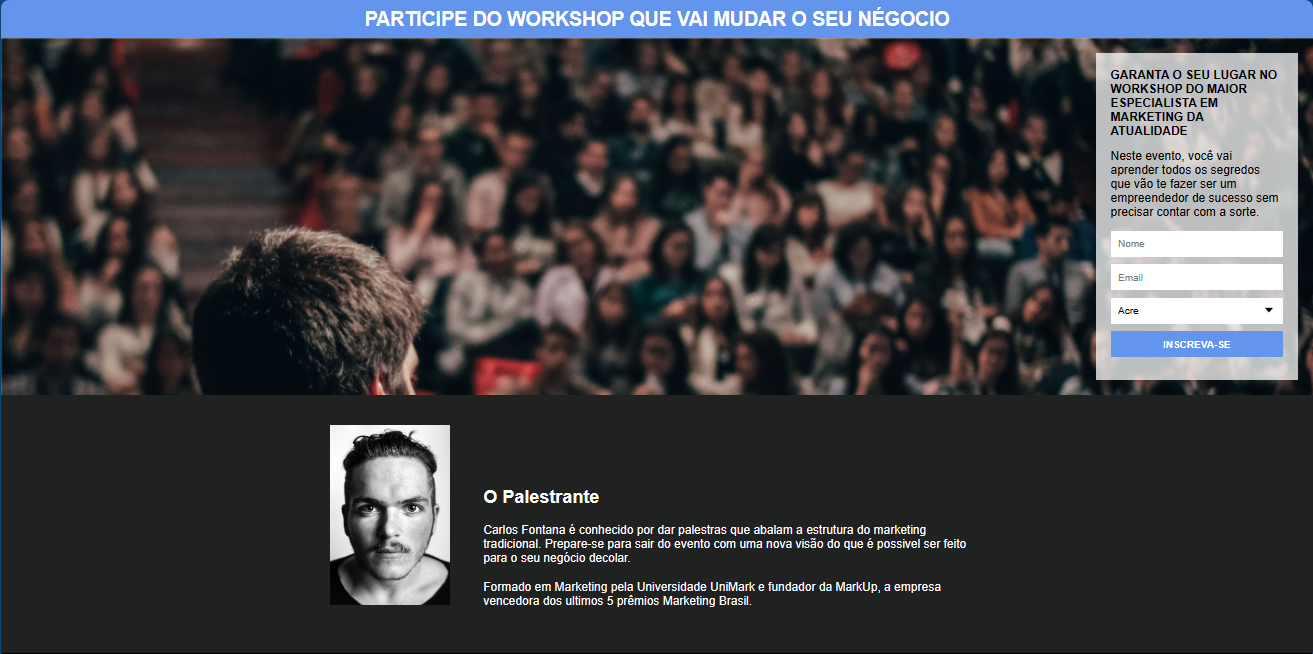 PARTICIPE DO WORKSHOP QUE VAI MUDAR O SEU NÉGOCIO
GARANTA O SEU LUGAR NO
WORKSHOP DO MAIOR
ESPECIALISTA EM
MARKETING DA
ATUALIDADE
Neste evento, você vai
aprender todos os segredos
que vão te fazer ser um
empreendedor de sucesso sem
precisar contar com a sorte.
Nome
Email
Acre
INSCREVA-SE
O Palestrante
Carlos Fontana é conhecido por dar palestras que abalam a estrutura do marketing
tradicional. Prepare-se para sair do evento com uma nova visão do que é possivel ser feito
para o seu negócio decolar.
Formado em Marketing pela Universidade UniMark e fundador da MarkUp, a empresa
vencedora dos ultimos 5 prêmios Marketing Brasil.